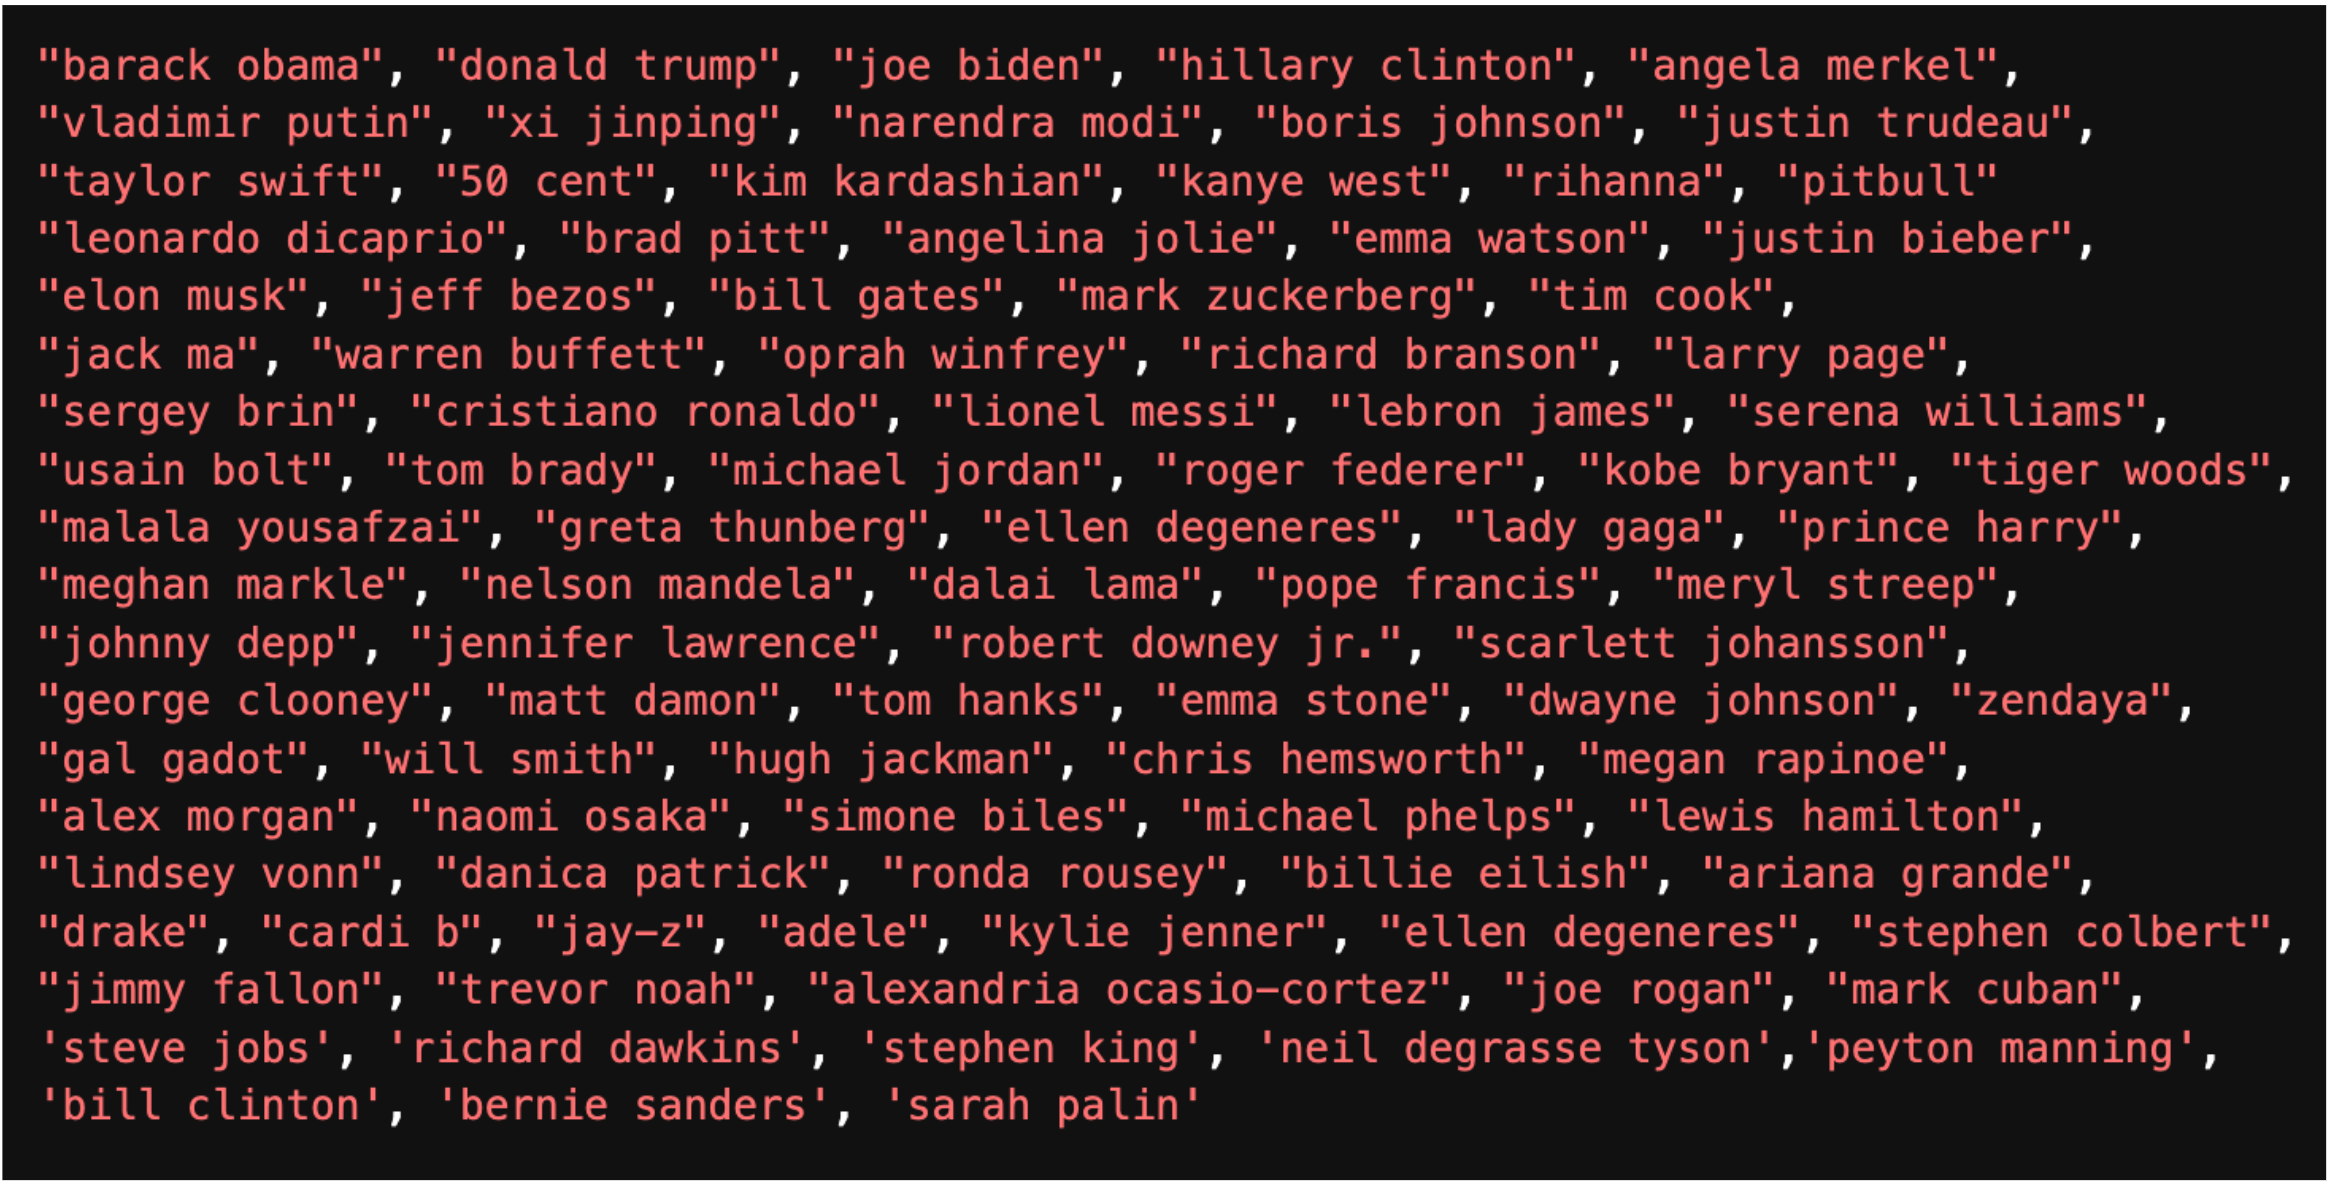 "barack obama", "donald trump", "joe biden", "hillary clinton", "angela merkel",
"vladimir putin", "xi jinping", "narendra modi", "boris johnson", "justin trudeau",
"taylor swift", "50 cent", "kim kardashian", "kanye west", "rihanna", "pitbull"
"leonardo dicaprio", "brad pitt", "angelina jolie", "emma watson", "justin bieber",
"elon musk", "jeff bezos", "bill gates", "mark zuckerberg", "tim cook",
"jack ma", "warren buffett", "oprah winfrey", "richard branson", "larry page",
"sergey brin", "cristiano ronaldo", "lionel messi", "lebron james", "serena williams",
"usain bolt", "tom brady", "michael jordan", "roger federer", "kobe bryant", "tiger woods",
"malala yousafzai", "greta thunberg", "ellen degeneres", "lady gaga", "prince harry",
"meghan markle", "nelson mandela", "dalai lama", "pope francis", "meryl streep",
"johnny depp", "jennifer lawrence", "robert downey jr.", "scarlett johansson",
"george clooney", "matt damon", "tom hanks", "emma stone", "dwayne johnson", "zendaya",
"gal gadot", "will smith", "hugh jackman", "chris hemsworth", "megan rapinoe",
"alex morgan", "naomi osaka", "simone biles", "michael phelps", "lewis hamilton",
"lindsey vonn", "danica patrick", "ronda rousey", "billie eilish", "ariana grande",
"drake", "cardi b", "jay-z", "adele", "kylie jenner", "ellen degeneres", "stephen colbert",
"jimmy fallon", "trevor noah", "alexandria ocasio-cortez", "joe rogan", "mark cuban",
'steve jobs', 'richard dawkins', 'stephen king', 'neil degrasse tyson','peyton manning',
'bill clinton', 'bernie sanders', 'sarah palin'